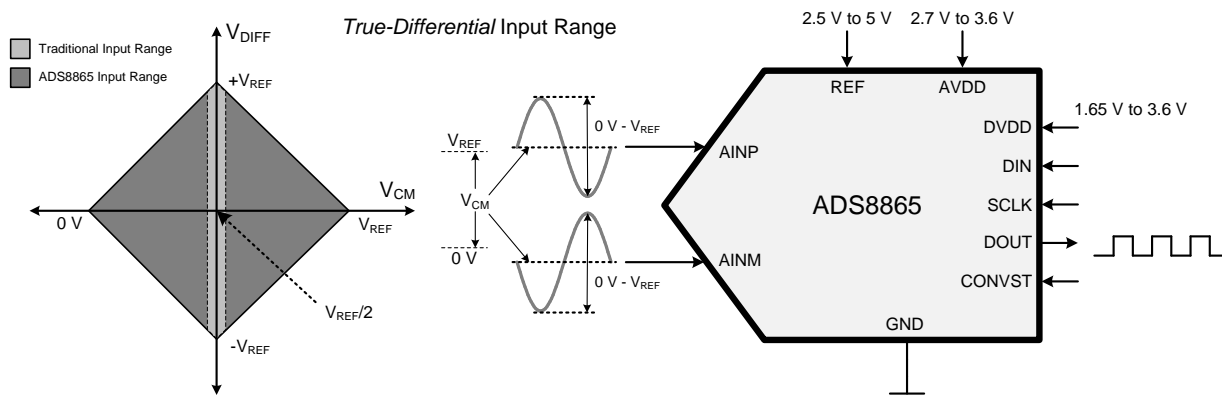 True-Differential Input Range
Traditional Input Range
ADS8865 Input Range
VDIFF
+VREF
VCM
0 V
VREF
VREF/2
-VREF
VREF
VCM
0 V
0 V - VREF
0 V - VREF
2.5 V to 5 V
2.7 V to 3.6 V
REF
AVDD
1.65 V to 3.6 V
AINP
AINM
ADS8865
DVDD
DIN
SCLK
DOUT
CONVST
GND